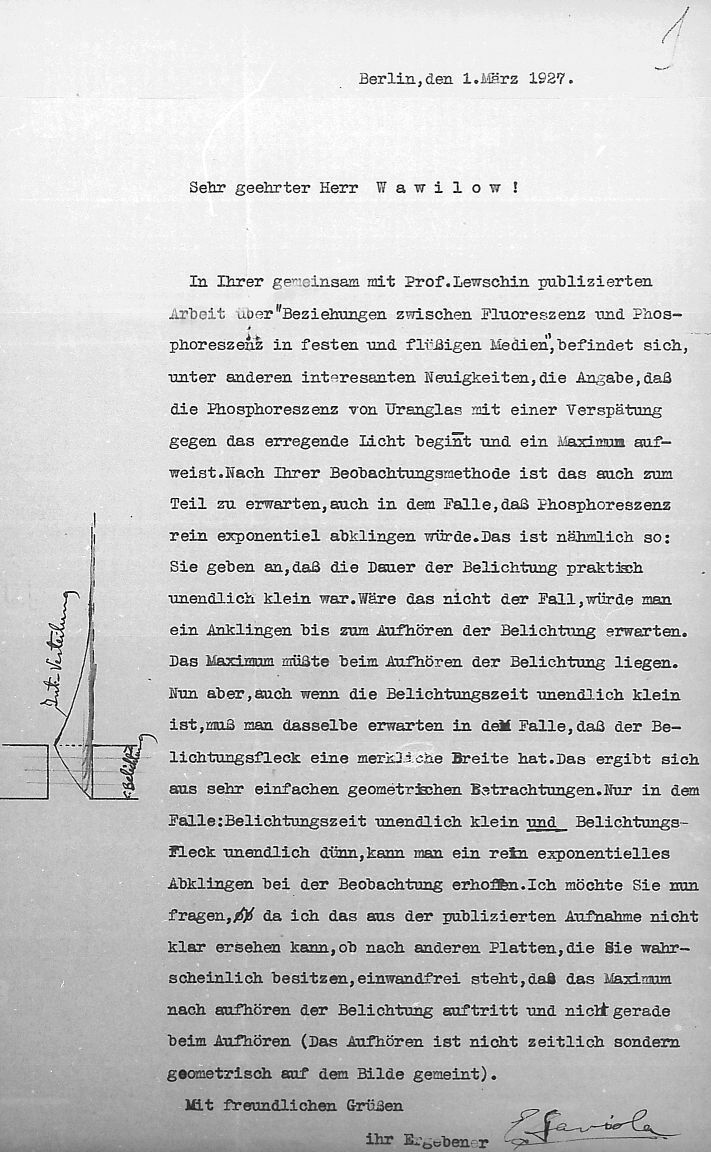 1
Berlin,den 1.März 1927.
Sehr geehrter Herr W a w i l o w !
In Ihrer gemeinsam mit Prof.Lewschin publizierten
Arbeit über "Beziehungen zwischen Fluoreszenz und Phos-
phoreszenz in festen und flüßigen Medien",befindet sich,
unter anderen interesanten Neuigkeiten,die Angabe,daß
die Phosphoreszenz von Uranglas mit einer Verspätung
gegen das erregende Licht begint und ein Maximum auf-
weist.Nach Ihrer Beobachtungsmethode ist das auch zum
Teil zu erwarten,auch in dem Falle,daß Phosphoreszenz
rein exponentiel abklingen würde.Das ist nähmlich so:
Sie geben an,daß die Dauer der Belichtung praktisch
unendlich klein war.Wäre das nicht der Fall,würde man
ein Anklingen bis zum Aufhören der Belichtung erwarten.
Das Maximum müßte beim Aufhören der Belichtung liegen.
Nun aber,auch wenn die Belichtungszeit unendlich klein
ist,muß man dasselbe erwarten in dem Falle,daß der Be-
lichtungsfleck eine merkliche Breite hat.Das ergibt sich
aus sehr einfachen geometrischen Betrachtungen.Nur in dem
Falle:Belichtungszeit unendlich klein und Belichtungs-
fleck unendlich dünn,kann man ein rein exponentielles
Abklingen bei der Beobachtung erhoffen.Ich möchte Sie nun
fragen, da ich das aus der publizierten Aufnahme nicht
klar ersehen kann,ob nach anderen Platten,die Sie wahr-
scheinlich besitzen,einwandfrei steht,daß das Maximum
nach aufhören der Belichtung auftritt und nicht gerade
beim Aufhören (Das Aufhören ist nicht zeitlich sondern
geometrisch auf dem Bilde gemeint).
Mit freundlichen Grüßen
ihr Ergebener E. Gaviola
Int. Verteilung
Belichtung